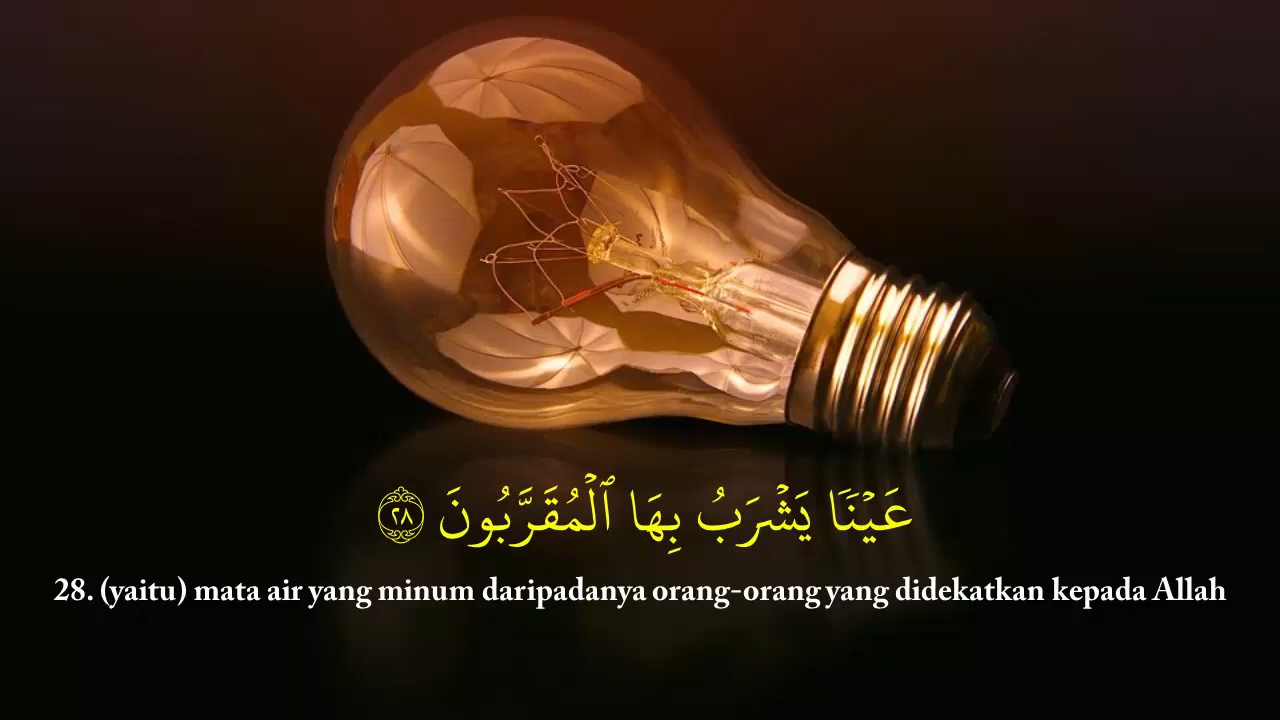 عَيۡنٗا يَشۡرَبُ بِهَا ٱلۡمُقَرَّبُونَ ٢٨
28. (yaitu) mata air yang minum daripadanya orang-orang yang didekatkan kepada Allah